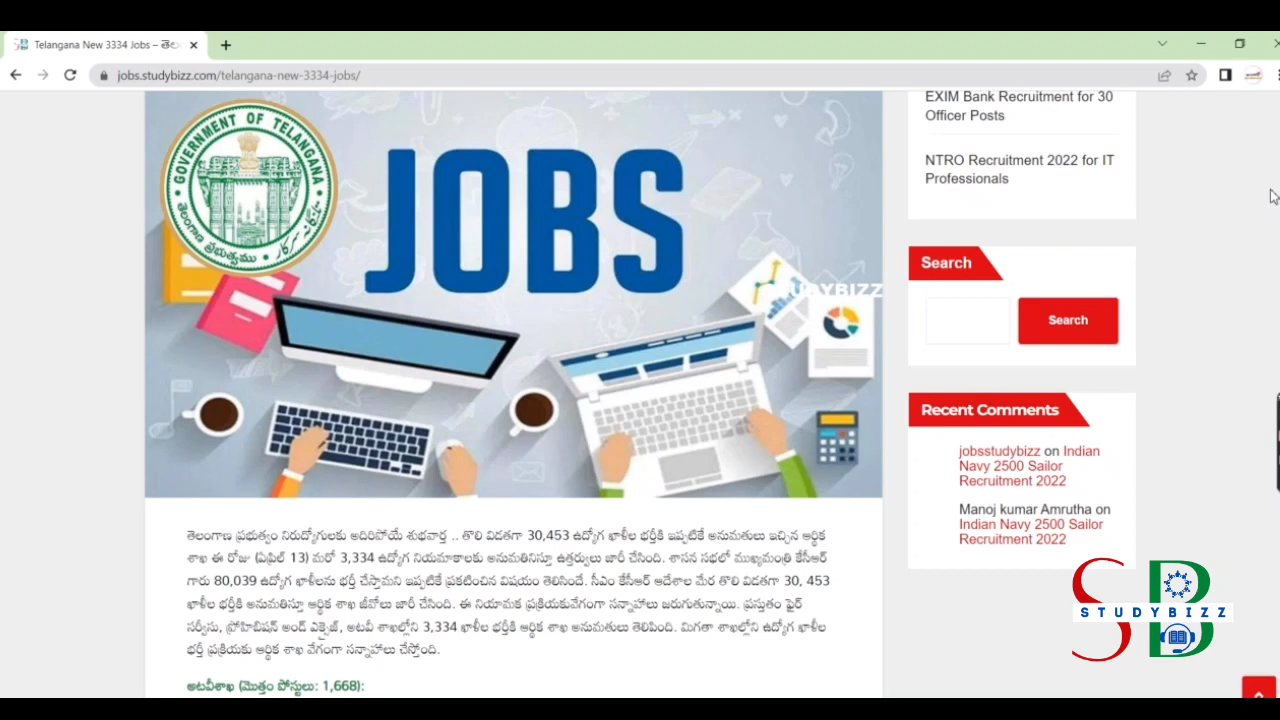 Telangana New 3334 Jobs – తెల
jobs.studybizz.com/telangana-new-3334-jobs/
GOVERNMENT OF TELANGANA
తెలంగాణ ప్రభుత్వము
JOBS
STUDYBIZZ
తెలంగాణ ప్రభుత్వం నిరుద్యోగులకు అదిరిపోయే శుభవార్త .. తొలి విడతగా 30,453 ఉద్యోగ ఖాళీల భర్తీకి ఇప్పటికే అనుమతులు ఇచ్చిన ఆర్థిక
శాఖ ఈ రోజు (ఏప్రిల్ 13) మరో 3,334 ఉద్యోగ నియమాకాలకు అనుమతినిస్తూ ఉత్తర్వులు జారీ చేసింది. శాసన సభలో ముఖ్యమంత్రి కేసీఆర్
గారు 80,039 ఉద్యోగ ఖాళీలను భర్తీ చేస్తామని ఇప్పటికే ప్రకటించిన విషయం తెలిసిందే. సీఎం కేసీఆర్ ఆదేశాల మేర తొలి విడతగా 30, 453
ఖాళీల భర్తీకి అనుమతిస్తూ ఆర్థిక శాఖ జీవోలు జారీ చేసింది. ఈ నియామక ప్రక్రియకువేగంగా సన్నాహాలు జరుగుతున్నాయి. ప్రస్తుతం ఫైర్
సర్వీసు, ప్రోహిబిషన్ అండ్ ఎక్సైజ్, అటవీ శాఖల్లోని 3,334 ఖాళీల భర్తీకి ఆర్థిక శాఖ అనుమతులు తెలిపింది. మిగతా శాఖల్లోని ఉద్యోగ ఖాళీల
భర్తీ ప్రక్రియకు ఆర్థిక శాఖ వేగంగా సన్నాహాలు చేస్తోంది.
అటవీశాఖ (మొత్తం పోస్టులు: 1,668):
EXIM Bank Recruitment for 30
Officer Posts
NTRO Recruitment 2022 for IT
Professionals
Search
Search
Recent Comments
jobsstudybizz on Indian
Navy 2500 Sailor
Recruitment 2022
Manoj kumar Amrutha on
Indian Navy 2500 Sailor
Recruitment 2022
SB
STUDYBIZZ